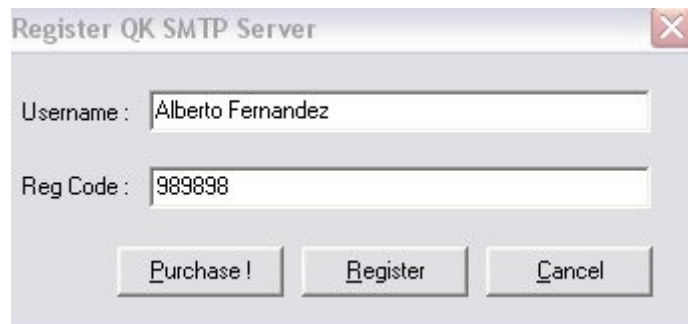 Register QK SMTP Server
Username : Alberto Fernandez
Reg Code : 989898
Purchase ! Register Cancel